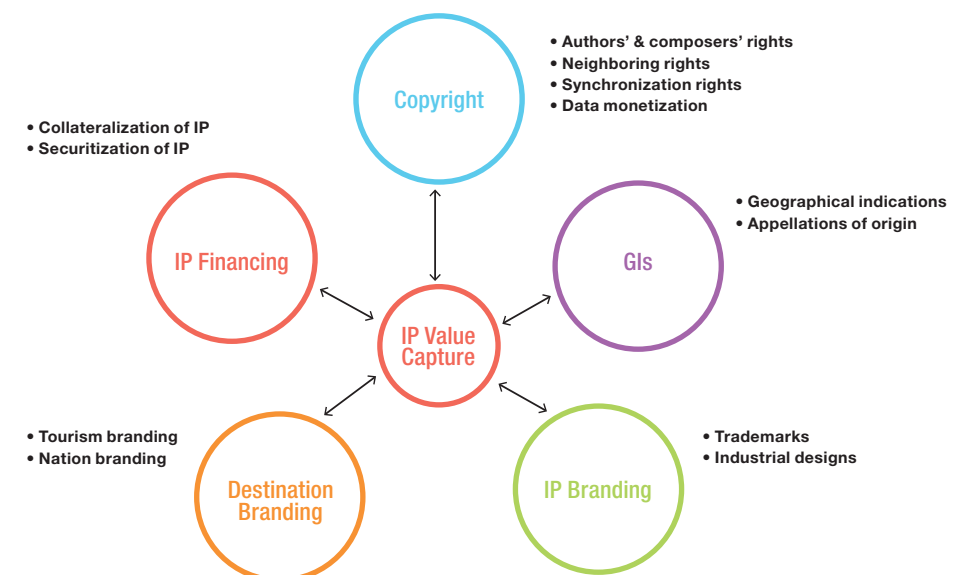 • Authors’ & composers’ rights
• Neighboring rights
• Synchronization rights
• Data monetization
Copyright
• Collateralization of IP
• Securitization of IP
IP Financing
• Geographical indications
• Appellations of origin
GIs
IP Value
Capture
• Tourism branding
• Nation branding
Destination
Branding
IP Branding
• Trademarks
• Industrial designs